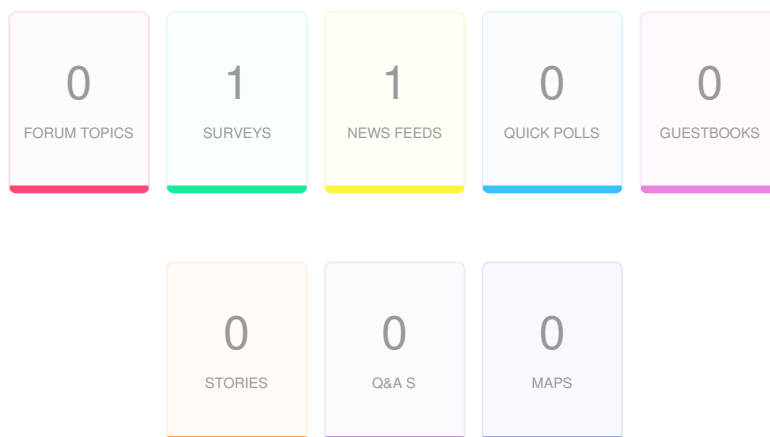 0 1 1 0 0
FORUM TOPICS SURVEYS NEWS FEEDS QUICK POLLS GUESTBOOKS
0 0 0
STORIES Q&A S MAPS